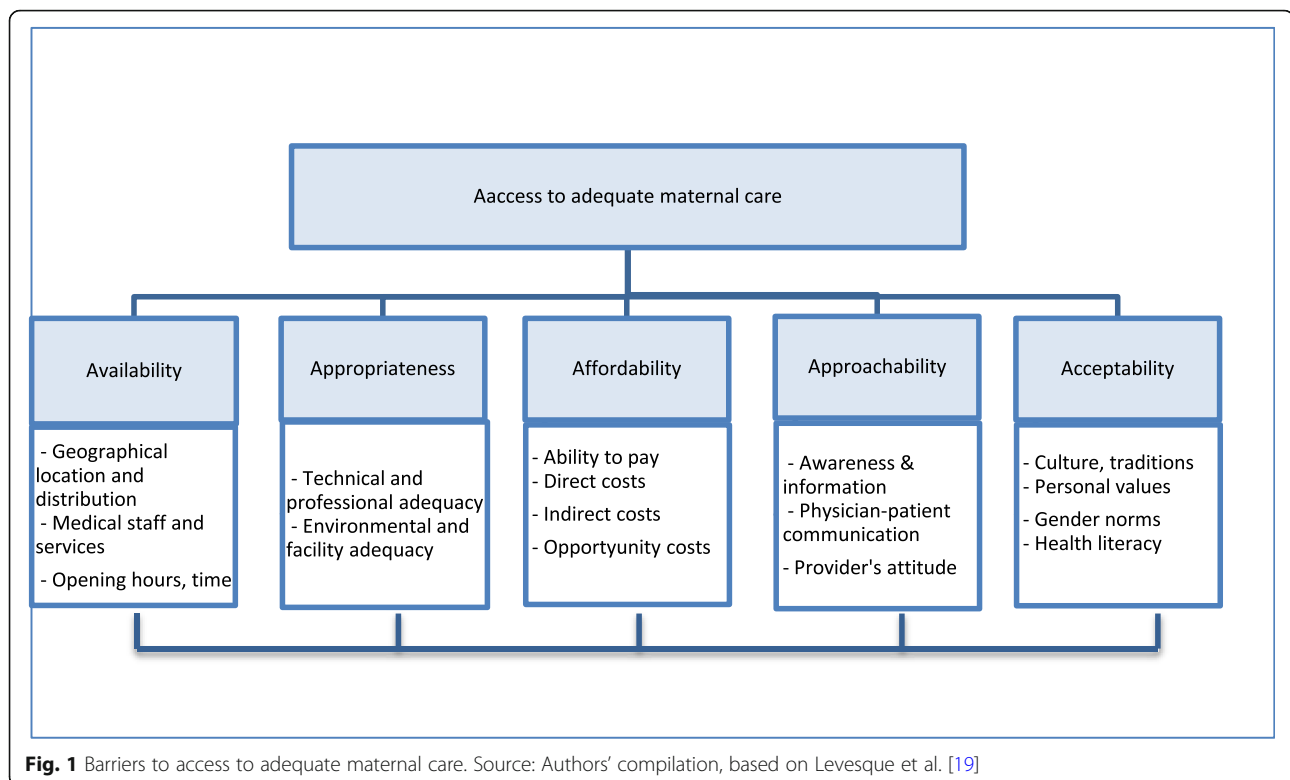 Aaccess to adequate maternal care
Availability
- Geographical
location and
distribution
- Medical staff and
services
- Opening hours, time
Appropriateness
- Technical and
professional adequacy
- Environmental and
facility adequacy
Affordability
- Ability to pay
- Direct costs
- Indirect costs
- Opportyunity costs
Approachability
- Awareness &
information
- Physician-patient
communication
- Provider's attitude
Acceptability
- Culture, traditions
- Personal values
- Gender norms
- Health literacy
Fig. 1 Barriers to access to adequate maternal care. Source: Authors’ compilation, based on Levesque et al. [19]